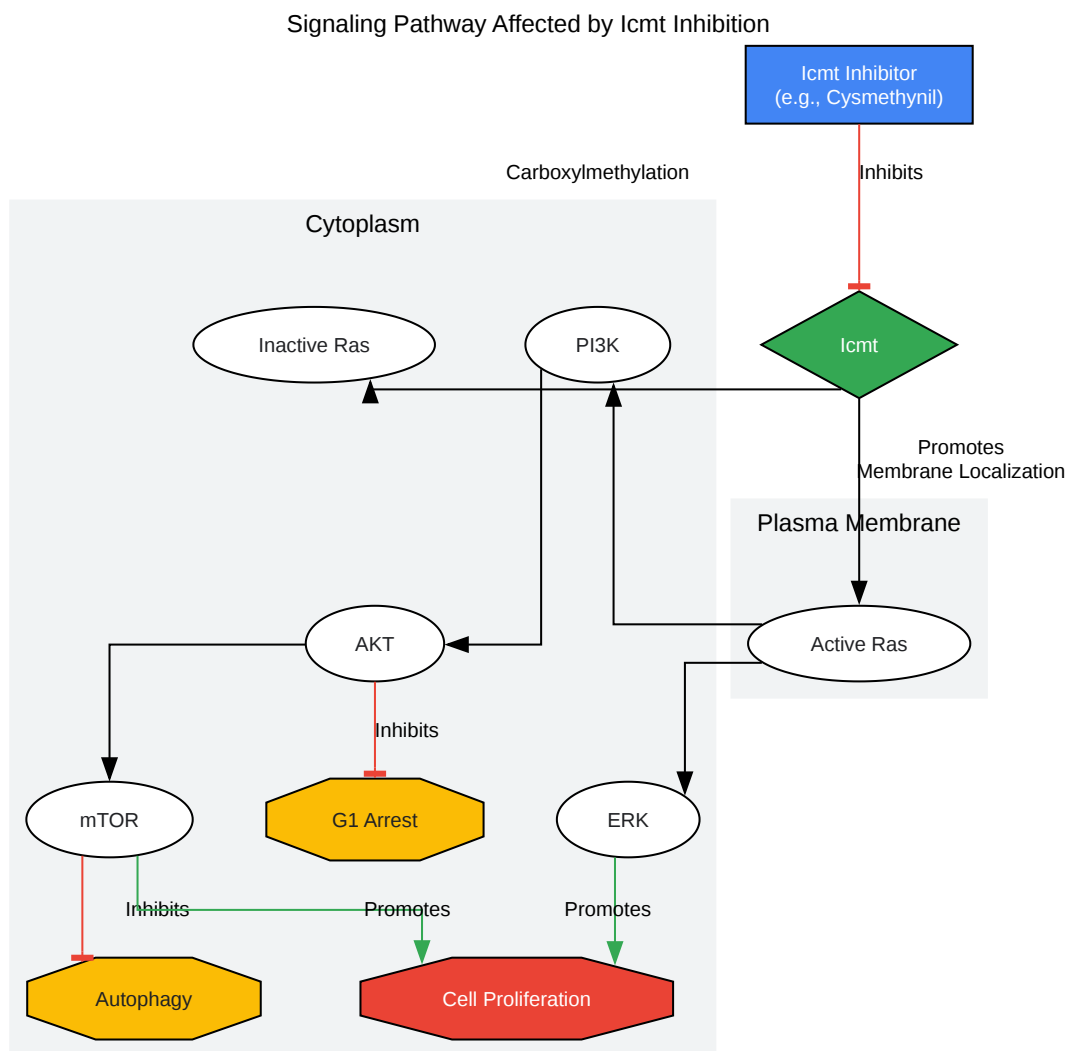 Signaling Pathway Affected by Icmt Inhibition
Icmt Inhibitor
(e.g., Cysmethynil)
Carboxylmethylation
Inhibits
Cytoplasm
Inactive Ras
PI3K
Icmt
Promotes
Membrane Localization
Plasma Membrane
AKT
Active Ras
Inhibits
mTOR
G1 Arrest
ERK
Inhibits
Promotes
Promotes
Autophagy
Cell Proliferation